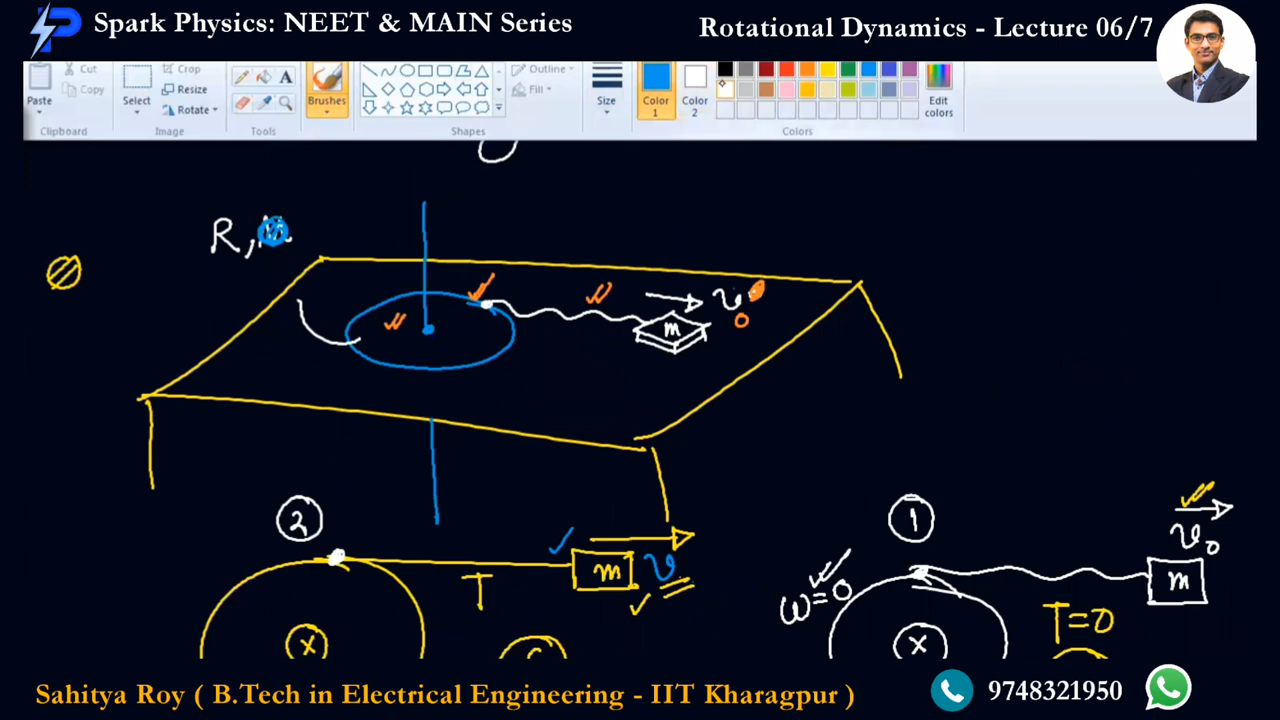 Spark Physics: NEET & MAIN Series
Rotational Dynamics - Lecture 06/7
Paste
Cut
Copy
Clipboard
Select
Crop
Resize
Rotate
Image
A
Tools
Brushes
Shapes
Outline
Fill
Size
Color 1
Color 2
Edit colors
Colors
R,
v₀
m
2
m
v
T
x
1
v₀
m
ω=0
T=0
x
Sahitya Roy ( B.Tech in Electrical Engineering - IIT Kharagpur )
9748321950